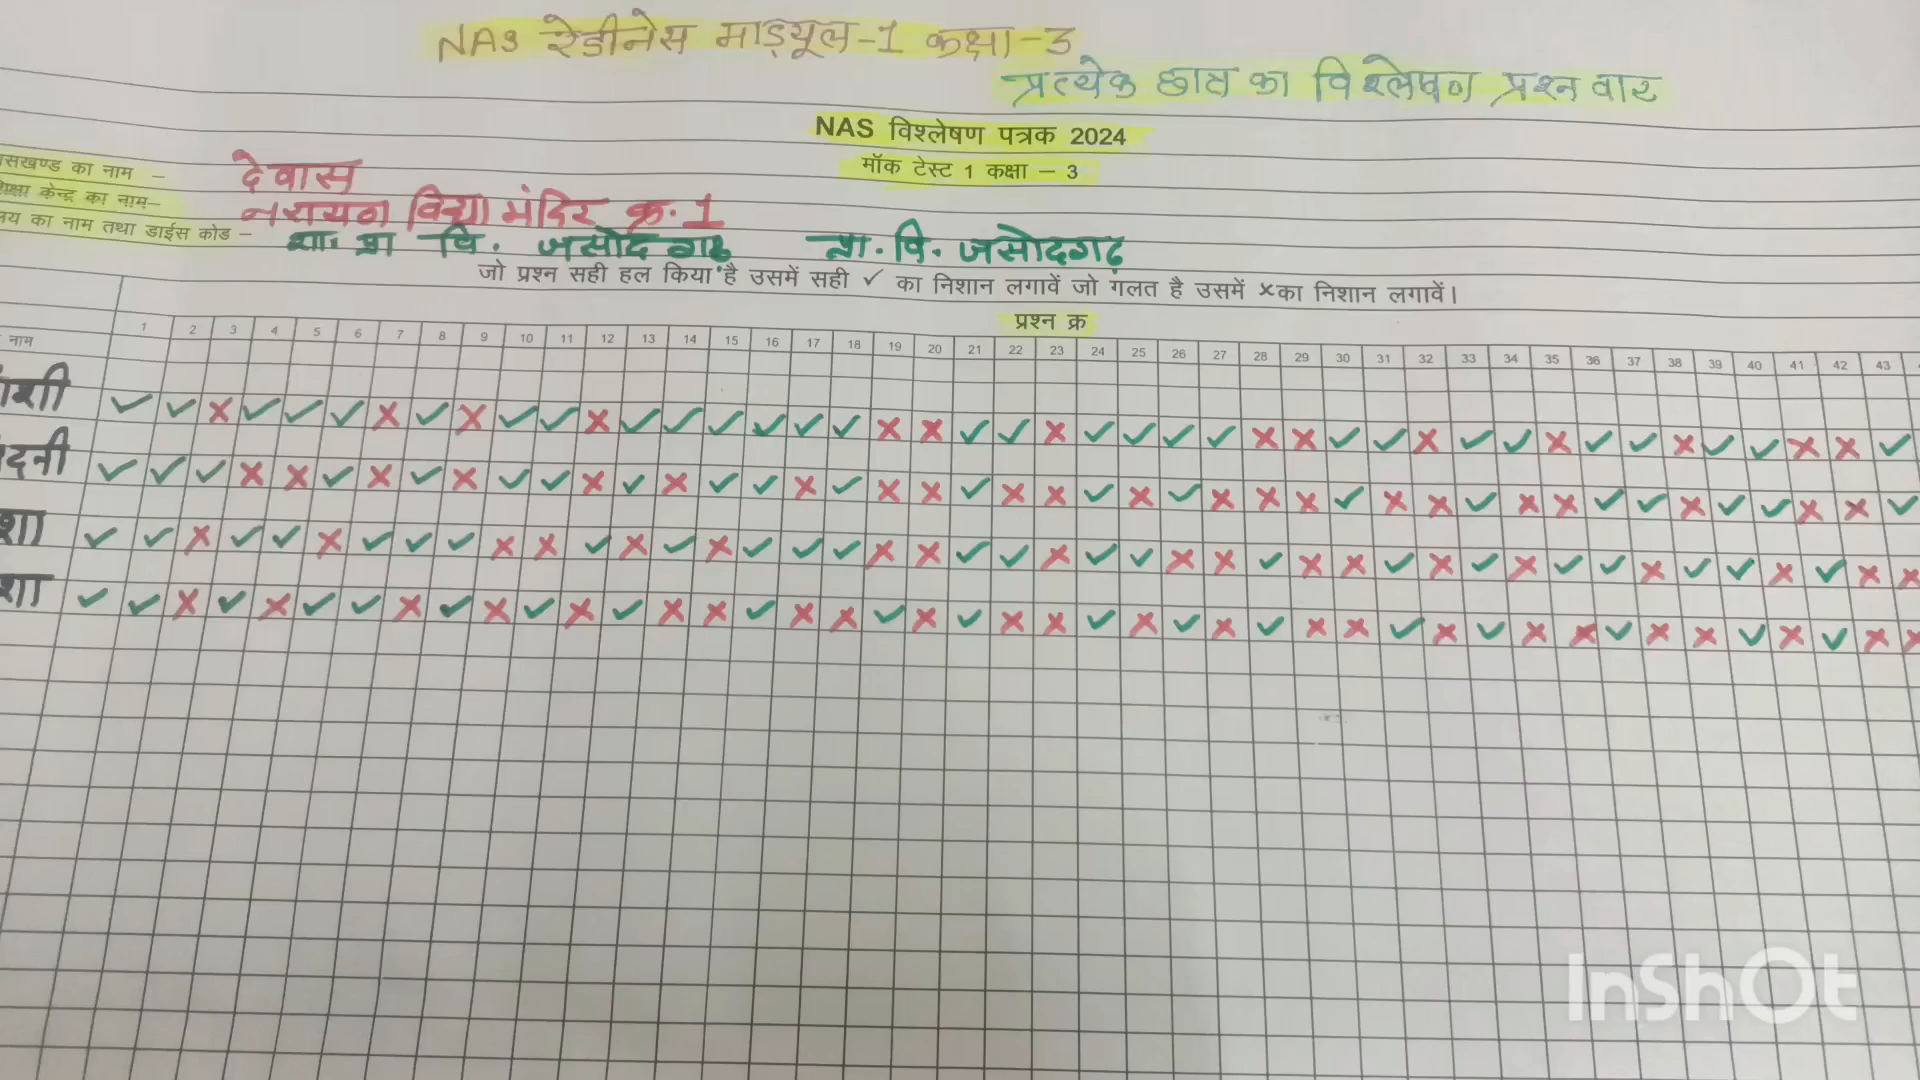 NAS रेडीनेस माड्यूल-1 कक्षा-3
प्रत्येक छात्र का विश्लेषण प्रश्न वार
NAS विश्लेषण पत्रक 2024
मॉक टेस्ट 1 कक्षा – 3
ासखण्ड का नाम – देवास
शिक्षा केन्द्र का नाम– नारायण विद्या मंदिर क्र. 1
लय का नाम तथा डाईस कोड – शा. प्रा वि. जसोदगढ प्रा. वि. जसोदगढ़
जो प्रश्न सही हल किया है उसमें सही ✓ का निशान लगावें जो गलत है उसमें ×का निशान लगावें।
प्रश्न क्र
नाम 1 2 3 4 5 6 7 8 9 10 11 12 13 14 15 16 17 18 19 20 21 22 23 24 25 26 27 28 29 30 31 32 33 34 35 36 37 38 39 40 41 42 43
शी
दनी
शा
शा
InShOt